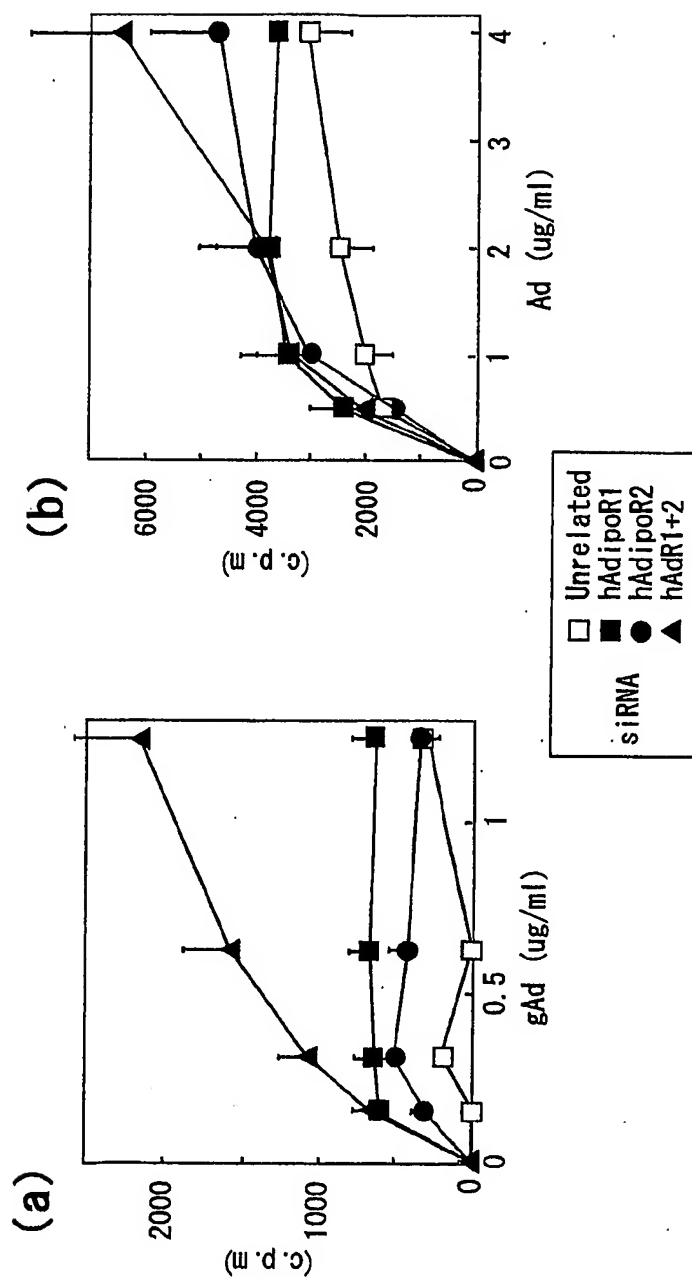 (a)
(c.p.m)
2000
1000
0
0
0.5
1
gAd (ug/ml)
(b)
(c.p.m)
6000
4000
2000
0
0
1
2
3
4
Ad (ug/ml)
siRNA
Unrelated
hAdipoR1
hAdipoR2
hAdR1+2